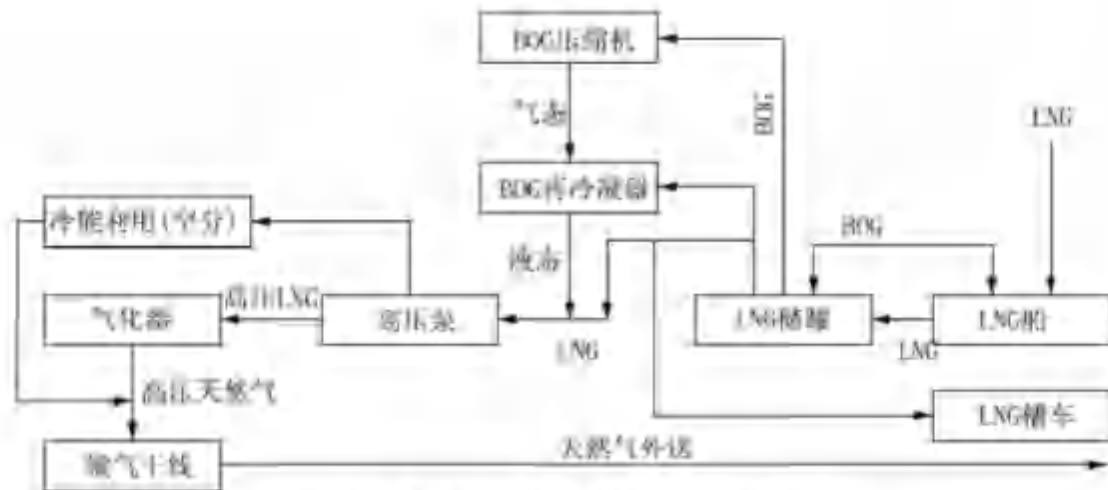 BOG压缩机
气态
BOG
LNG
BOG再冷凝器
冷能利用(空分)
BOG
液态
高压LNG
气化器
高压泵
LNG储罐
LNG船
LNG
LNG
高压天然气
LNG槽车
天然气外送
输气干线